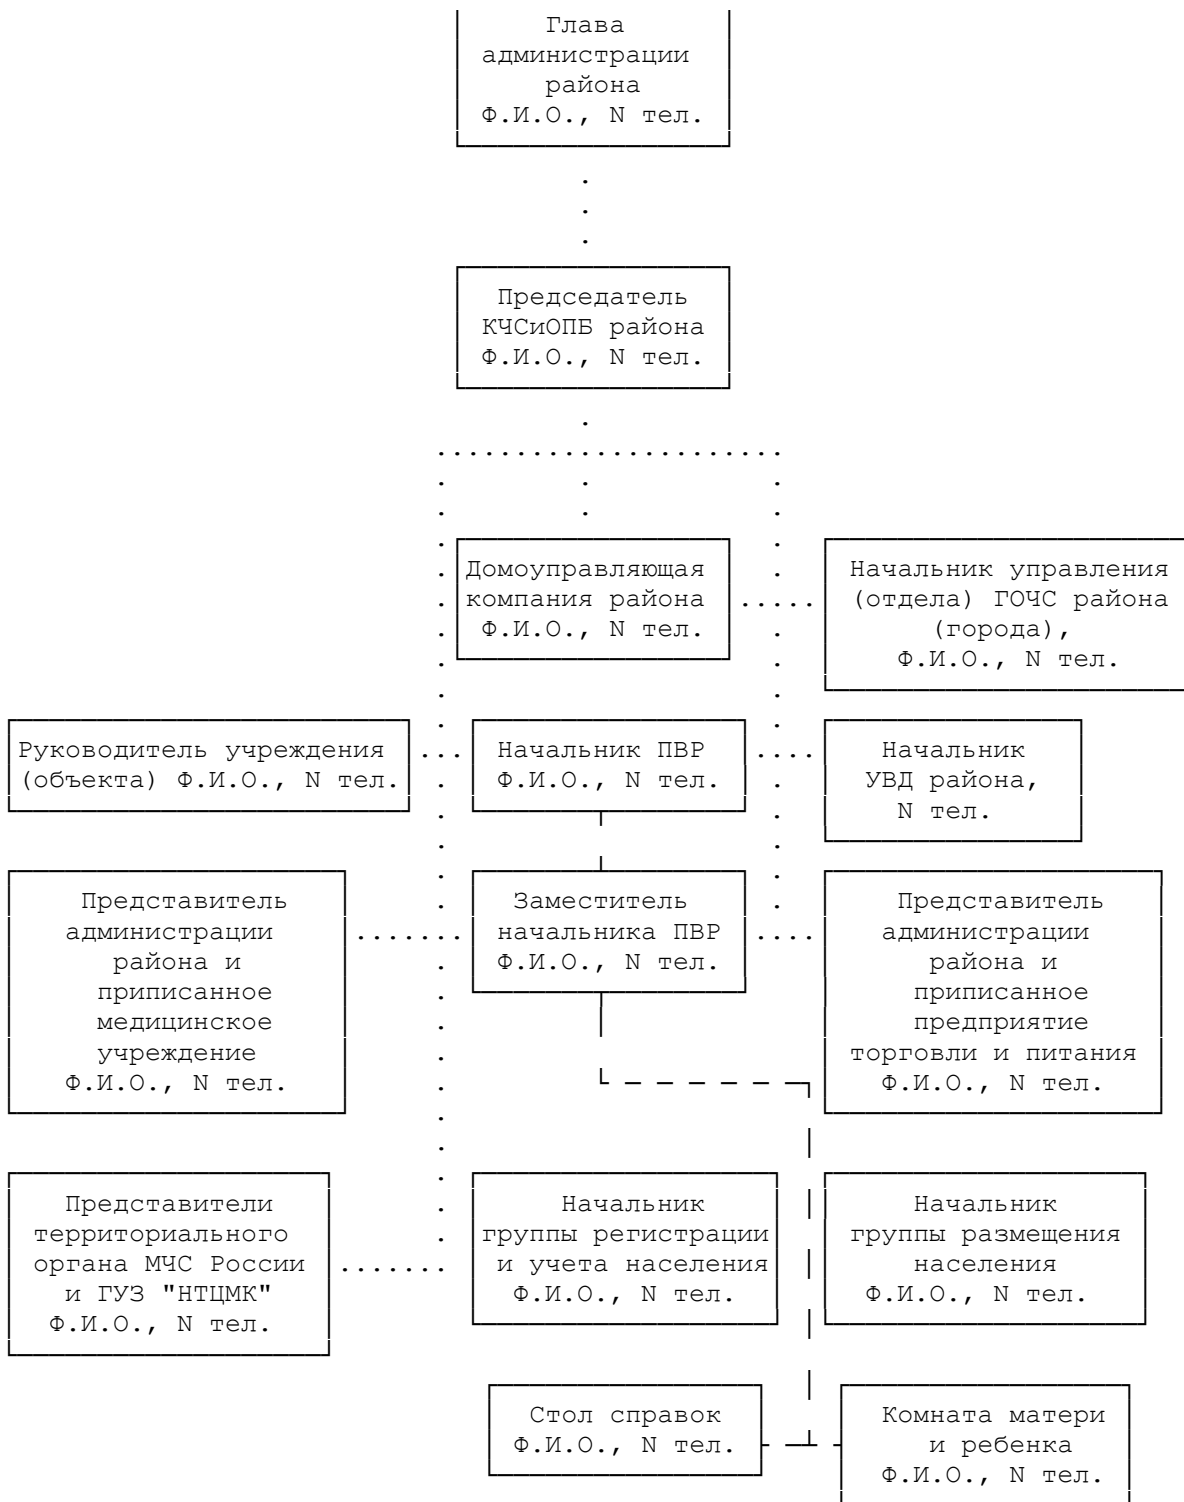 Глава
администрации
района
Ф.И.О., N тел.
Председатель
КЧСиОПБ района
Ф.И.О., N тел.
Домоуправляющая
компания района
Ф.И.О., N тел.
Начальник управления
(отдела) ГОЧС района
(города),
Ф.И.О., N тел.
Руководитель учреждения
(объекта) Ф.И.О., N тел.
Начальник ПВР
Ф.И.О., N тел.
Начальник
УВД района,
N тел.
Представитель
администрации
района и
приписанное
медицинское
учреждение
Ф.И.О., N тел.
Заместитель
начальника ПВР
Ф.И.О., N тел.
Представитель
администрации
района и
приписанное
предприятие
торговли и питания
Ф.И.О., N тел.
Представители
территориального
органа МЧС России
и ГУЗ "НТЦМК"
Ф.И.О., N тел.
Начальник
группы регистрации
и учета населения
Ф.И.О., N тел.
Начальник
группы размещения
населения
Ф.И.О., N тел.
Стол справок
Ф.И.О., N тел.
Комната матери
и ребенка
Ф.И.О., N тел.